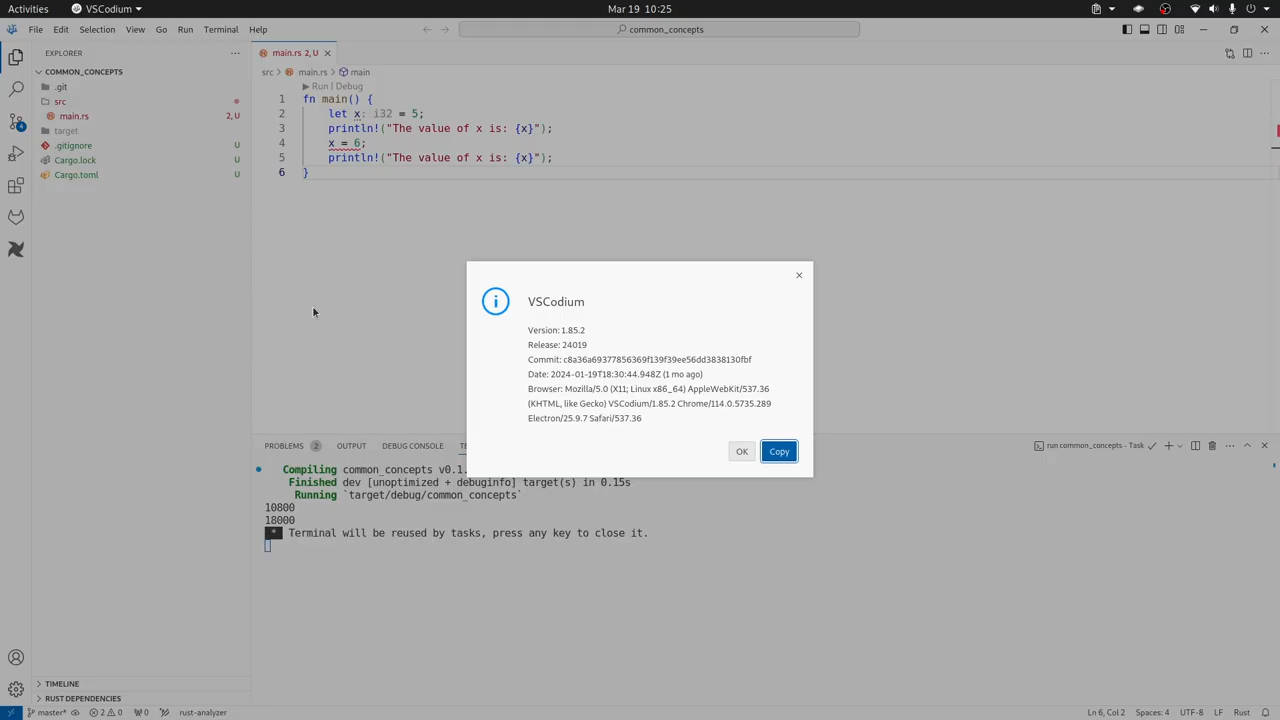 Activities
VSCodium
Mar 19 10:25
File Edit Selection View Go Run Terminal Help
common_concepts
EXPLORER
COMMON_CONCEPTS
.git
src
main.rs 2, U
target
.gitignore U
Cargo.lock U
Cargo.toml U
TIMELINE
RUST DEPENDENCIES
4
main.rs 2, U
src > main.rs > main
Run | Debug
1 fn main() {
2 let x: i32 = 5;
3 println!("The value of x is: {x}");
4 x = 6;
5 println!("The value of x is: {x}");
6 }
VSCodium
Version: 1.85.2
Release: 24019
Commit: c8a36a69377856369f139f39ee56dd3838130fbf
Date: 2024-01-19T18:30:44.948Z (1 mo ago)
Browser: Mozilla/5.0 (X11; Linux x86_64) AppleWebKit/537.36
(KHTML, like Gecko) VSCodium/1.85.2 Chrome/114.0.5735.289
Electron/25.9.7 Safari/537.36
OK Copy
PROBLEMS 2 OUTPUT DEBUG CONSOLE TE
run common_concepts - Task
Compiling common_concepts v0.1.
Finished dev [unoptimized + debuginfo] target(s) in 0.15s
Running `target/debug/common_concepts`
10800
18000
* Terminal will be reused by tasks, press any key to close it.
master* 2 0 0 rust-analyzer
Ln 6, Col 2 Spaces: 4 UTF-8 LF Rust